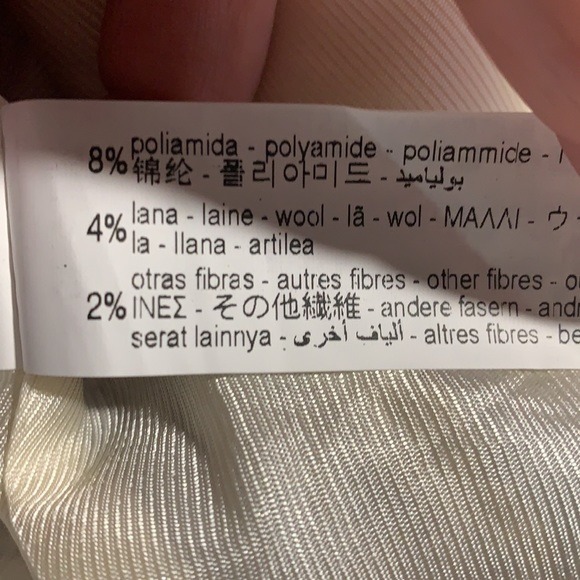 8% poliamida - polyamide - poliammide -
锦纶 - 폴리아미드 - بولياميد
4% lana - laine - wool - lã - wol - ΜΑΛΛΙ - ウ -
la - llana - artilea
otras fibras - autres fibres - other fibres -
2% ΙΝΕΣ - その他繊維 - andere fasern -
serat lainnya - ألياف أخرى - altres fibres -